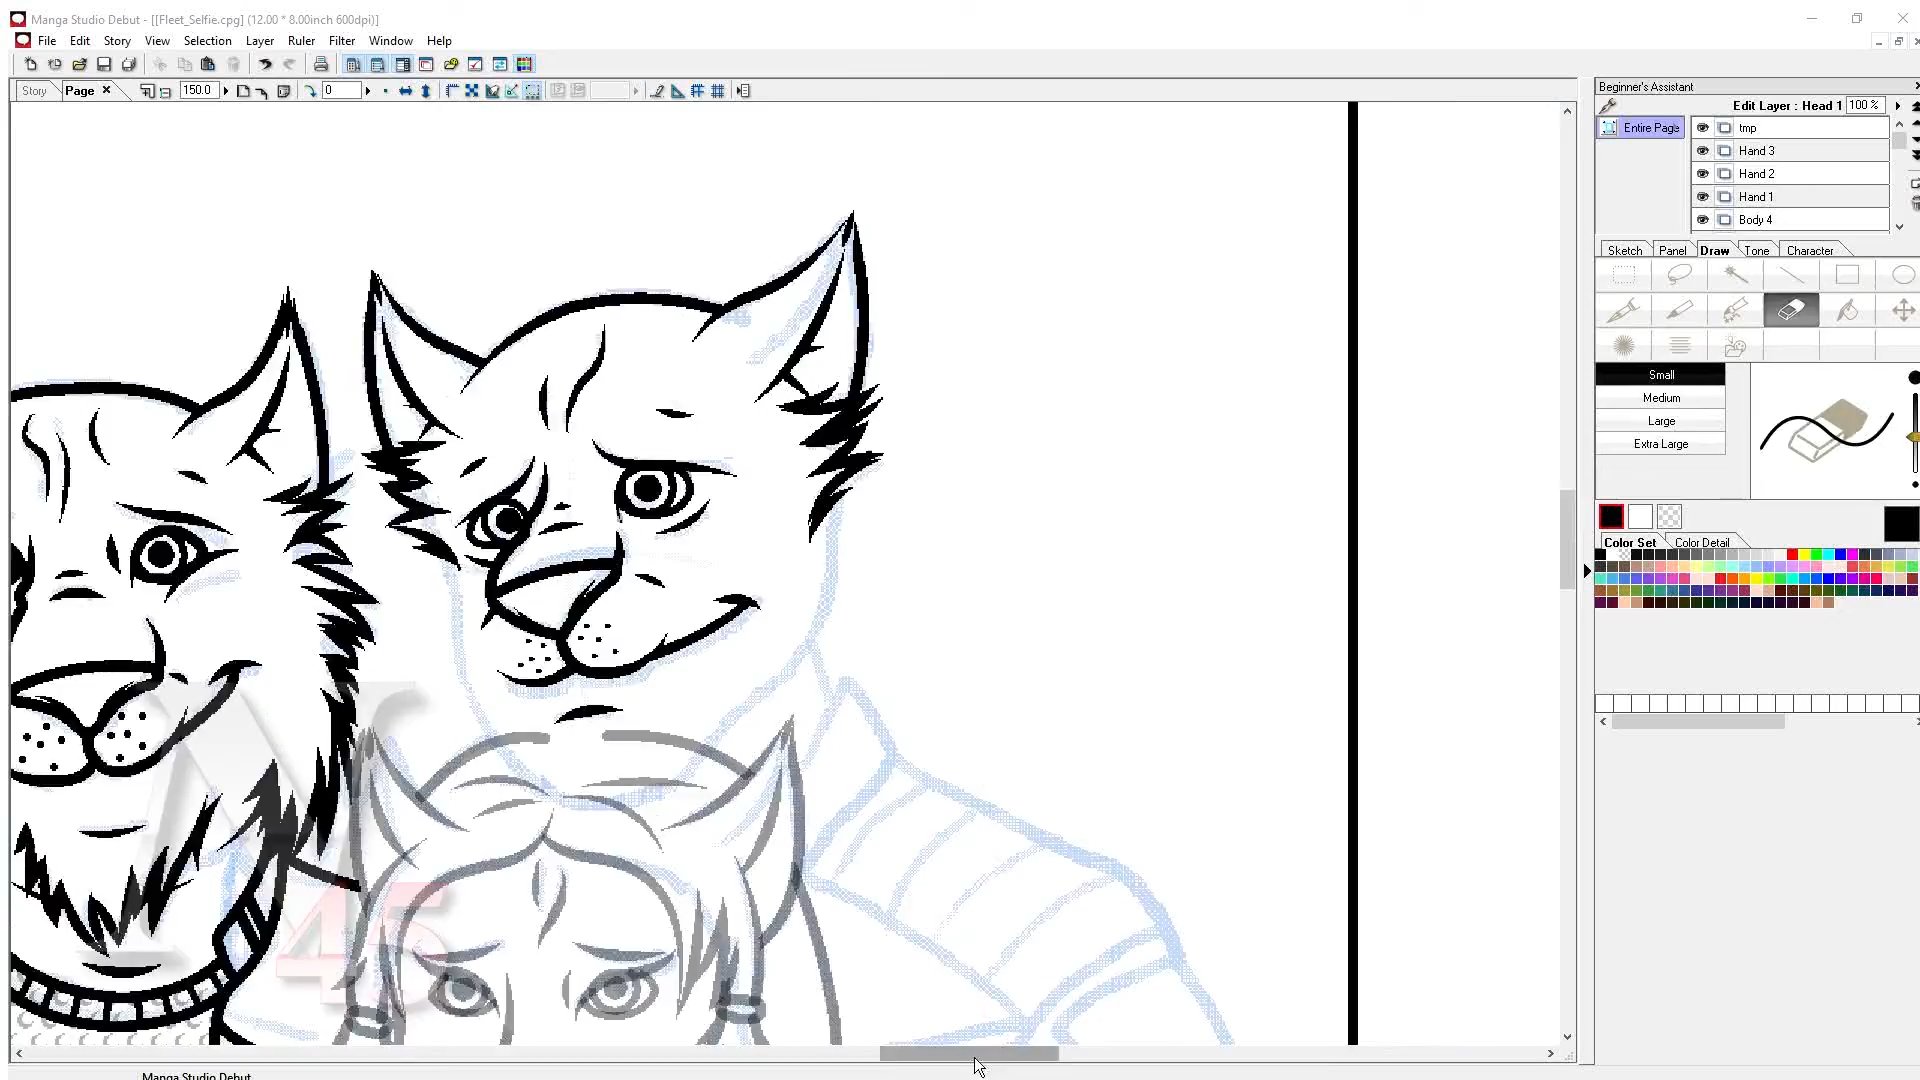 Manga Studio Debut - [[Fleet_Selfie.cpg] (12.00 * 8.00inch 600dpi)]
File Edit Story View Selection Layer Ruler Filter Window Help
Story Page 150.0 0
Beginner's Assistant
Edit Layer : Head 1 100 %
Entire Page
tmp
Hand 3
Hand 2
Hand 1
Body 4
Sketch Panel Draw Tone Character
Small
Medium
Large
Extra Large
Color Set Color Detail
N
45
Manga Studio Debut